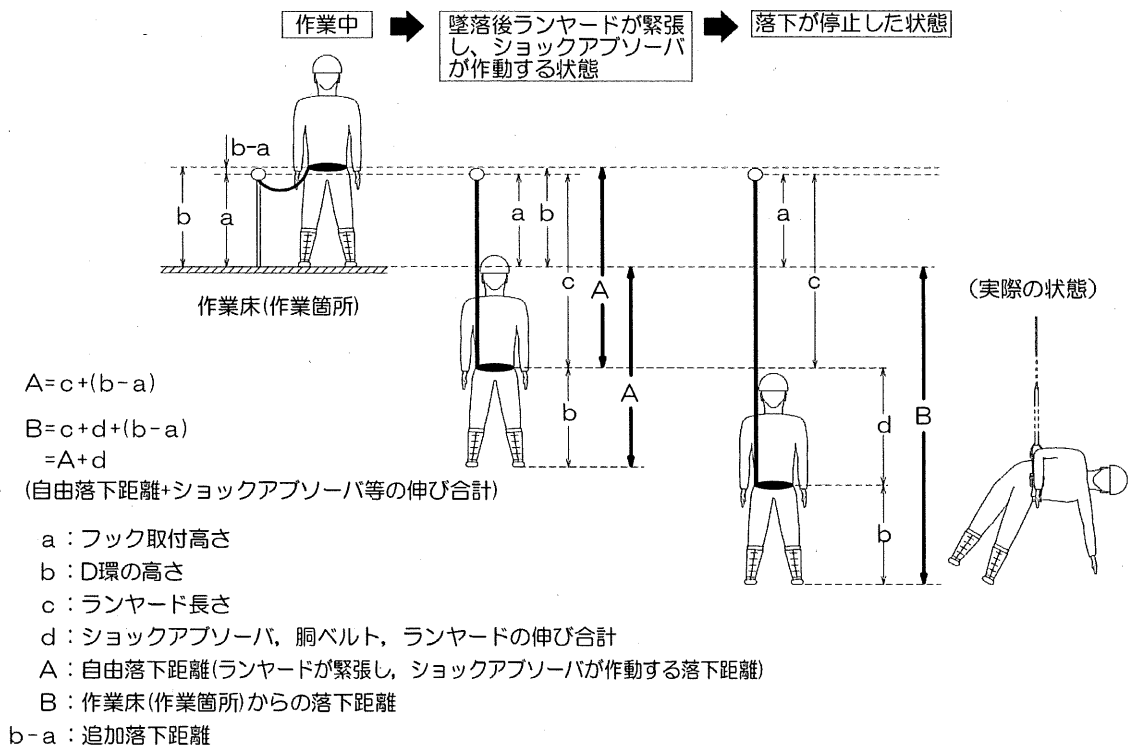 作業中
墜落後ランヤードが緊張
し、ショックアブソーバ
が作動する状態
落下が停止した状態
b-a
b
a
a
b
c
A
a
c
作業床(作業箇所)
(実際の状態)
A=c+(b-a)
B=c+d+(b-a)
=A+d
(自由落下距離+ショックアブソーバ等の伸び合計)
b
A
d
B
b
a：フック取付高さ
b：D環の高さ
c：ランヤード長さ
d：ショックアブソーバ，胴ベルト，ランヤードの伸び合計
A：自由落下距離(ランヤードが緊張し，ショックアブソーバが作動する落下距離)
B：作業床(作業箇所)からの落下距離
b-a：追加落下距離